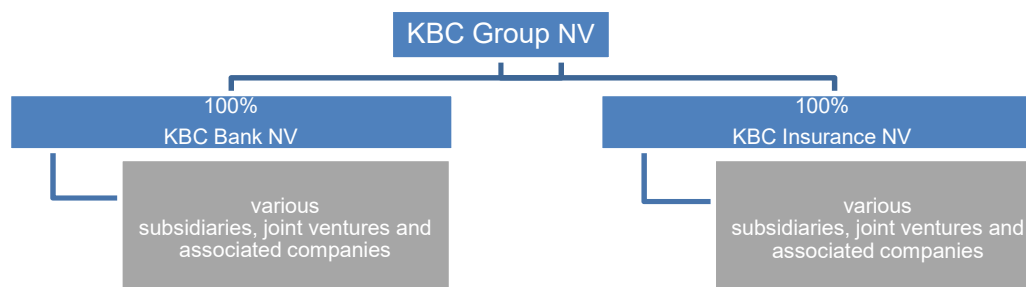 KBC Group NV
100%
KBC Bank NV
various
subsidiaries, joint ventures and
associated companies
100%
KBC Insurance NV
various
subsidiaries, joint ventures and
associated companies